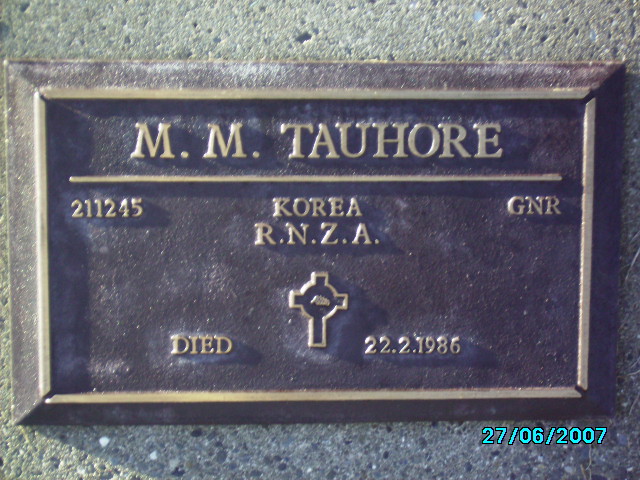 M. M. TAUHORE
211245 KOREA GNR
R.N.Z.A.
DIED 22.2.1986
27/06/2007